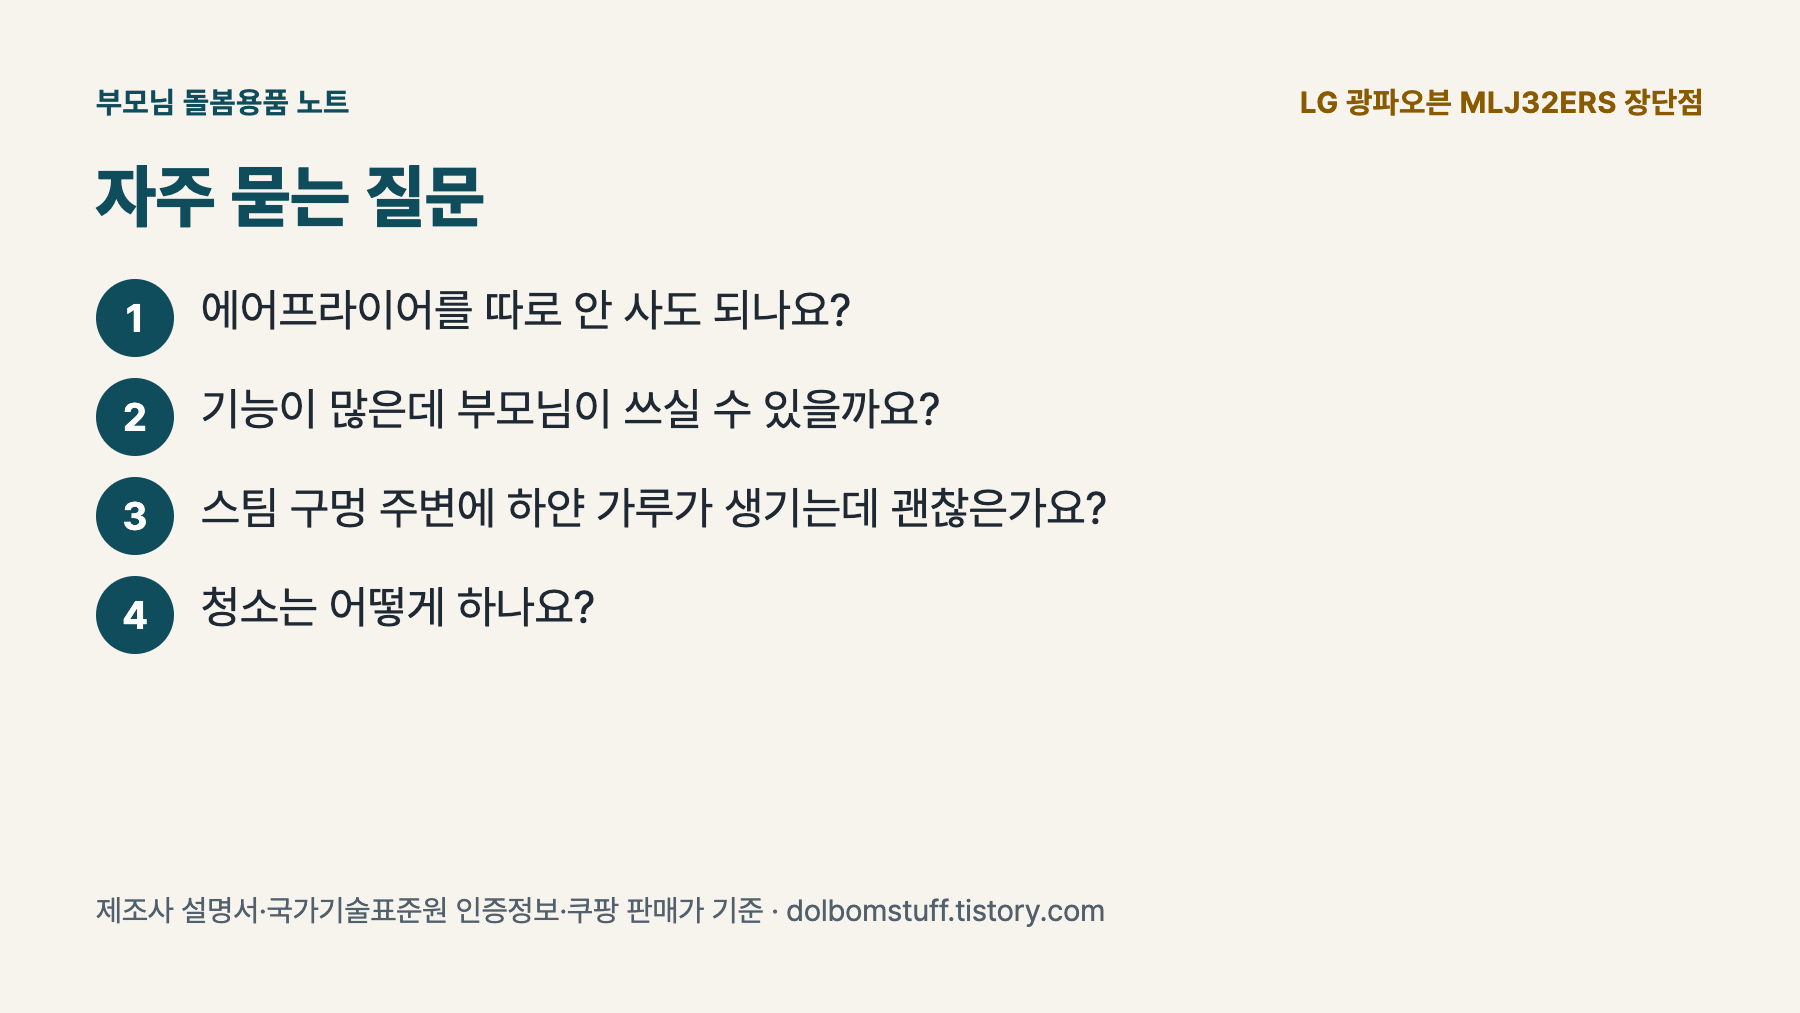 부모님 돌봄용품 노트
LG 광파오븐 MLJ32ERS 장단점
자주 묻는 질문
1 에어프라이어를 따로 안 사도 되나요?
2 기능이 많은데 부모님이 쓰실 수 있을까요?
3 스팀 구멍 주변에 하얀 가루가 생기는데 괜찮은가요?
4 청소는 어떻게 하나요?
제조사 설명서·국가기술표준원 인증정보·쿠팡 판매가 기준 · dolbomstuff.tistory.com